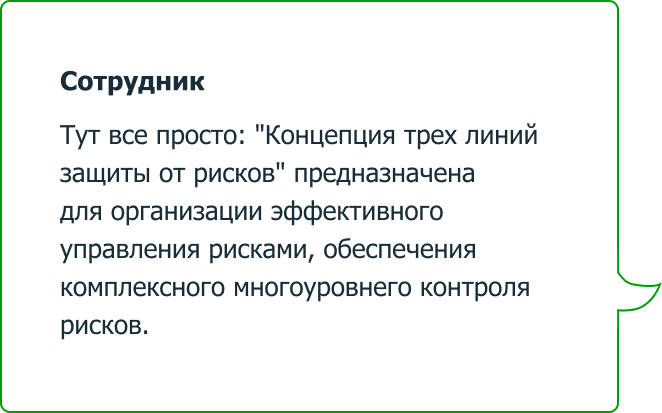 Сотрудник
Тут все просто: "Концепция трех линий
защиты от рисков" предназначена
для организации эффективного
управления рисками, обеспечения
комплексного многоуровнего контроля
рисков.